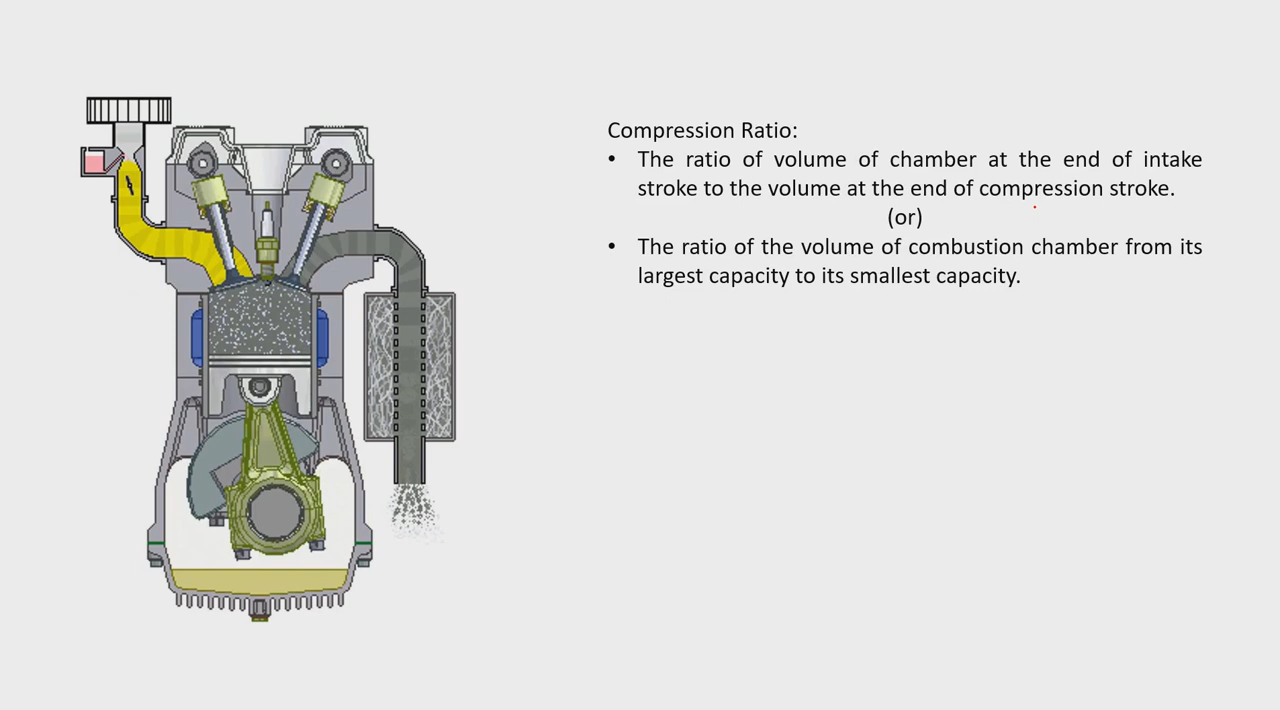 Compression Ratio:
• The ratio of volume of chamber at the end of intake
stroke to the volume at the end of compression stroke.
(or)
• The ratio of the volume of combustion chamber from its
largest capacity to its smallest capacity.